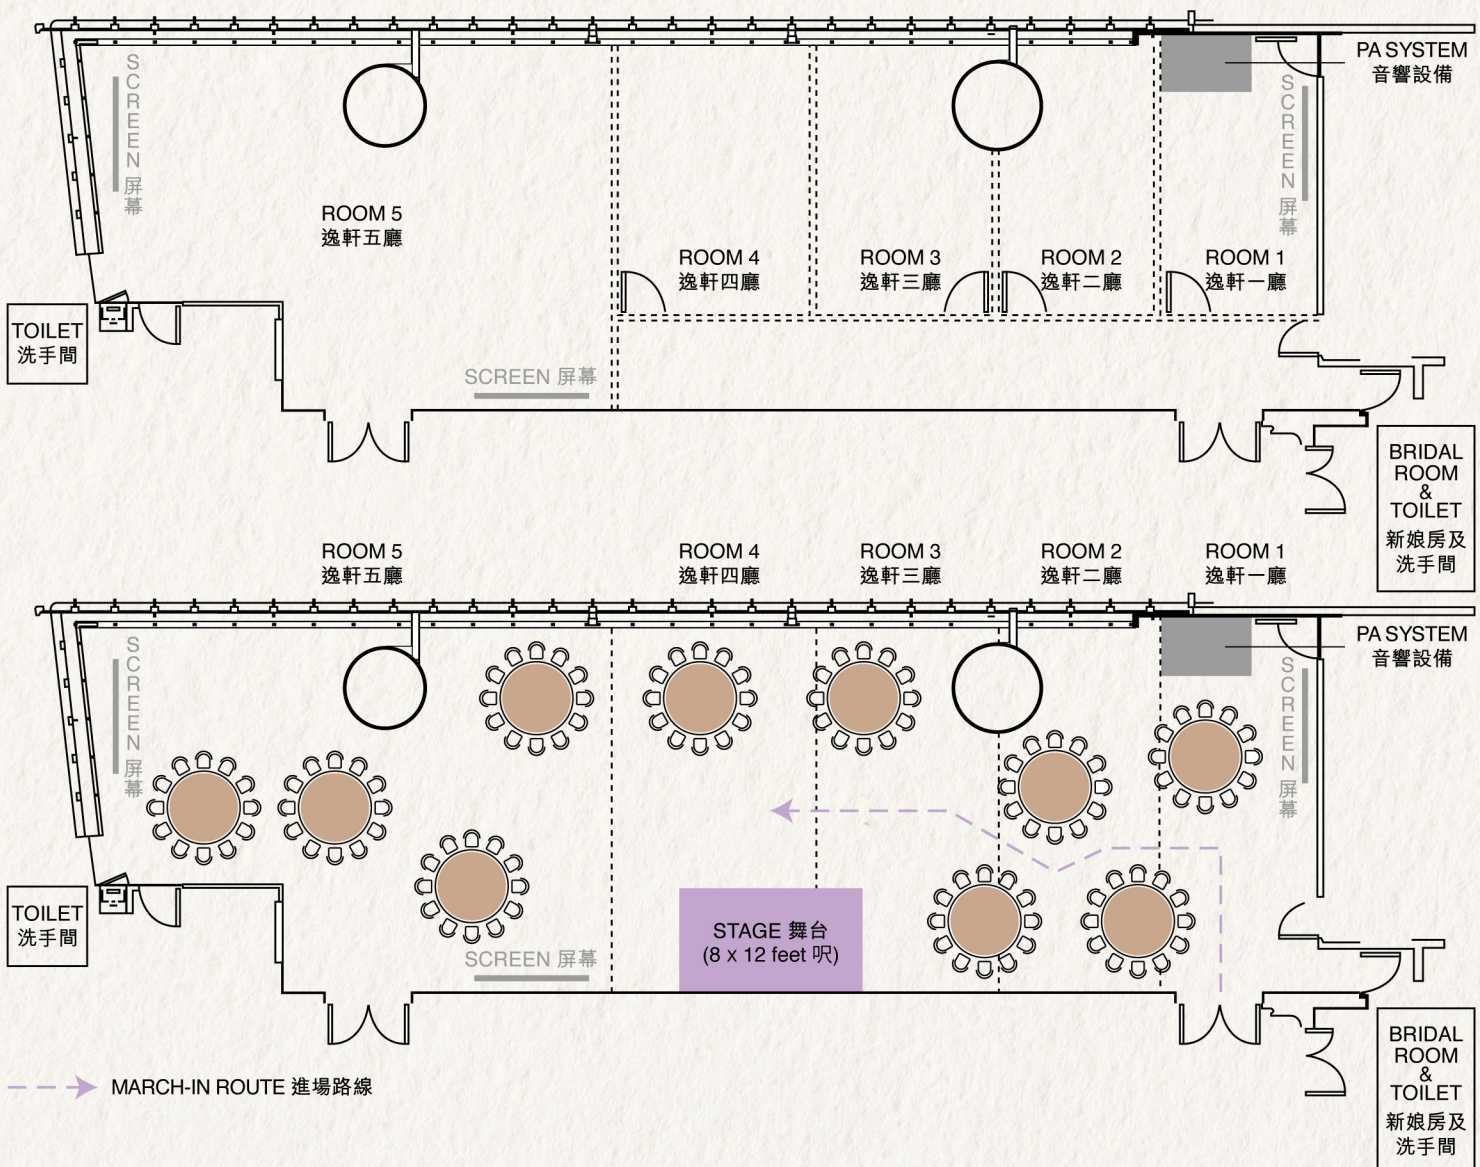 SCREEN 屏幕
PA SYSTEM
音響設備
SCREEN 屏幕
ROOM 5
逸軒五廳
ROOM 4
逸軒四廳
ROOM 3
逸軒三廳
ROOM 2
逸軒二廳
ROOM 1
逸軒一廳
TOILET
洗手間
SCREEN 屏幕
BRIDAL
ROOM
&
TOILET
新娘房及
洗手間
ROOM 5
逸軒五廳
ROOM 4
逸軒四廳
ROOM 3
逸軒三廳
ROOM 2
逸軒二廳
ROOM 1
逸軒一廳
SCREEN 屏幕
PA SYSTEM
音響設備
SCREEN 屏幕
TOILET
洗手間
SCREEN 屏幕
STAGE 舞台
(8 x 12 feet 呎)
BRIDAL
ROOM
&
TOILET
新娘房及
洗手間
MARCH-IN ROUTE 進場路線